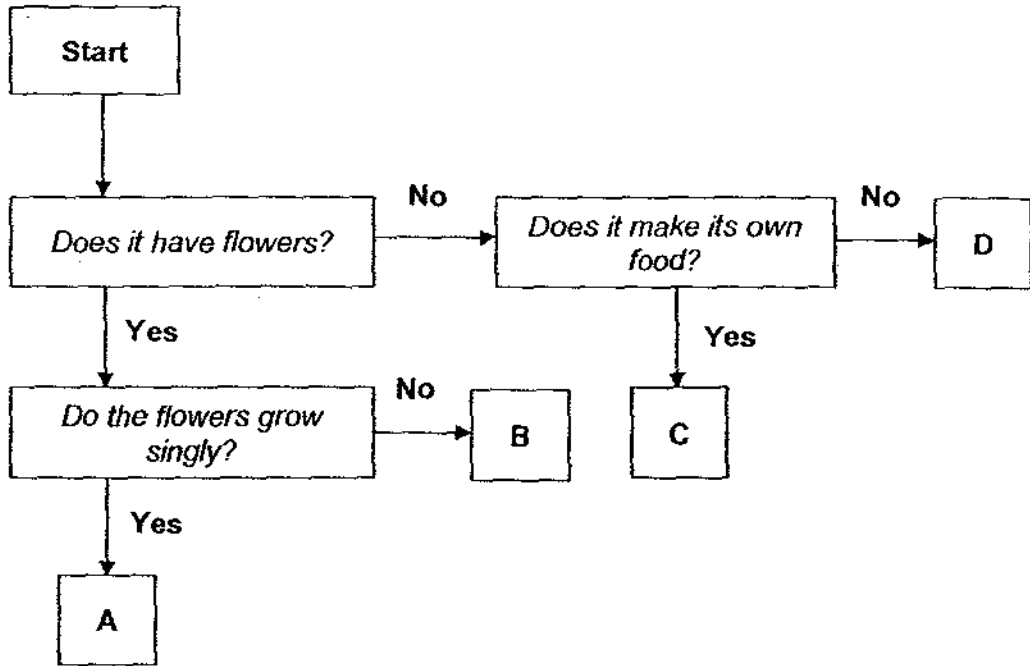 Start
No
No
Does it have flowers?
Does it make its own
food?
D
Yes
Yes
No
Do the flowers grow
singly?
B
C
Yes
A